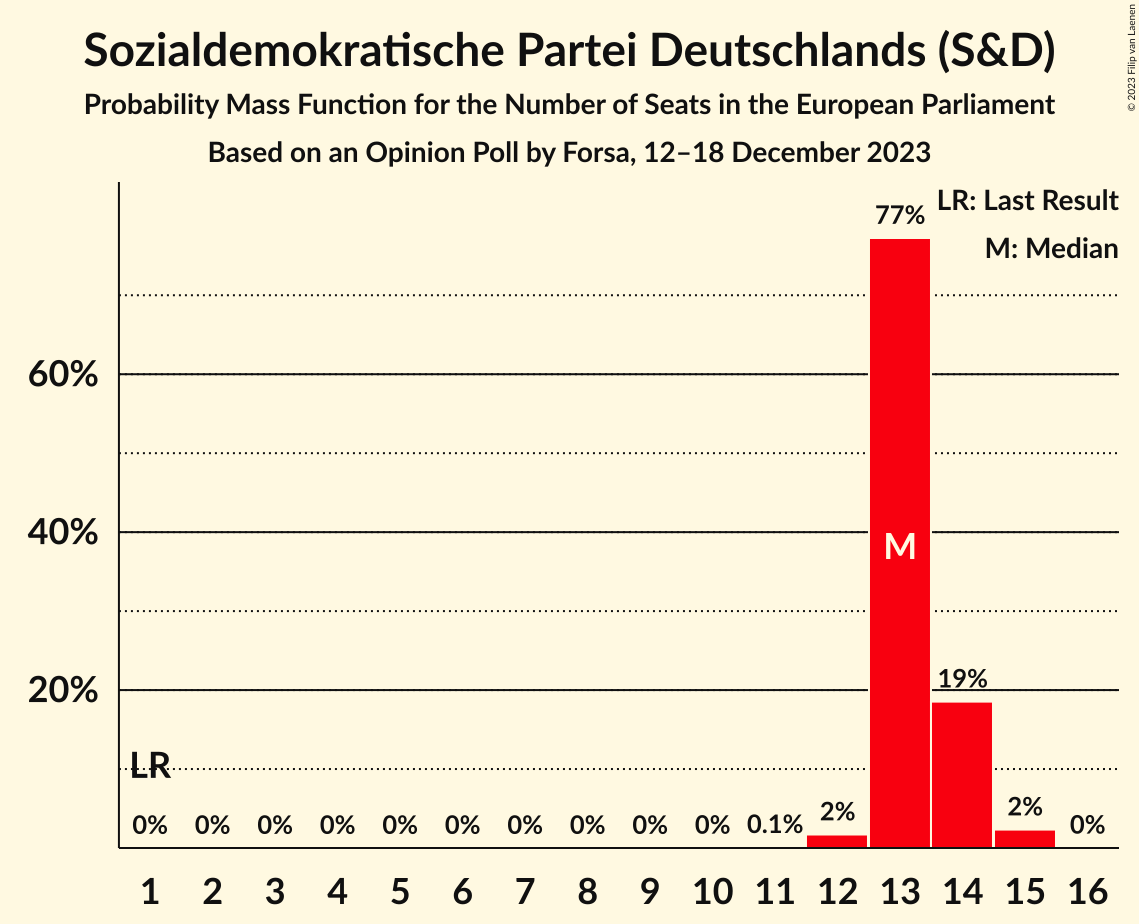 Sozialdemokratische Partei Deutschlands (S&D)
Probability Mass Function for the Number of Seats in the European Parliament
Based on an Opinion Poll by Forsa, 12–18 December 2023
© 2023 Filip van Laenen
LR: Last Result
M: Median
77%
60%
40%
M
20%
19%
LR
0% 0% 0% 0% 0% 0% 0% 0% 0% 0% 0.1% 2% 2% 0%
1 2 3 4 5 6 7 8 9 10 11 12 13 14 15 16